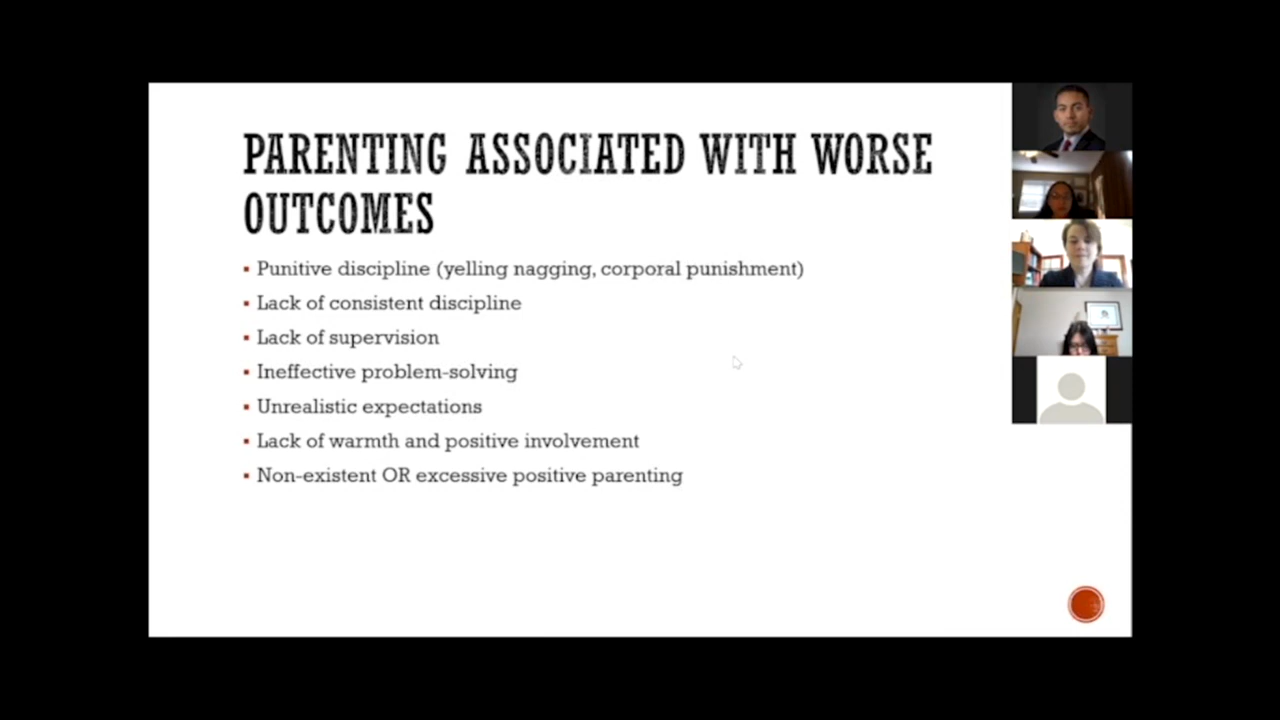 PARENTING ASSOCIATED WITH WORSE
OUTCOMES
▪ Punitive discipline (yelling nagging, corporal punishment)
▪ Lack of consistent discipline
▪ Lack of supervision
▪ Ineffective problem-solving
▪ Unrealistic expectations
▪ Lack of warmth and positive involvement
▪ Non-existent OR excessive positive parenting